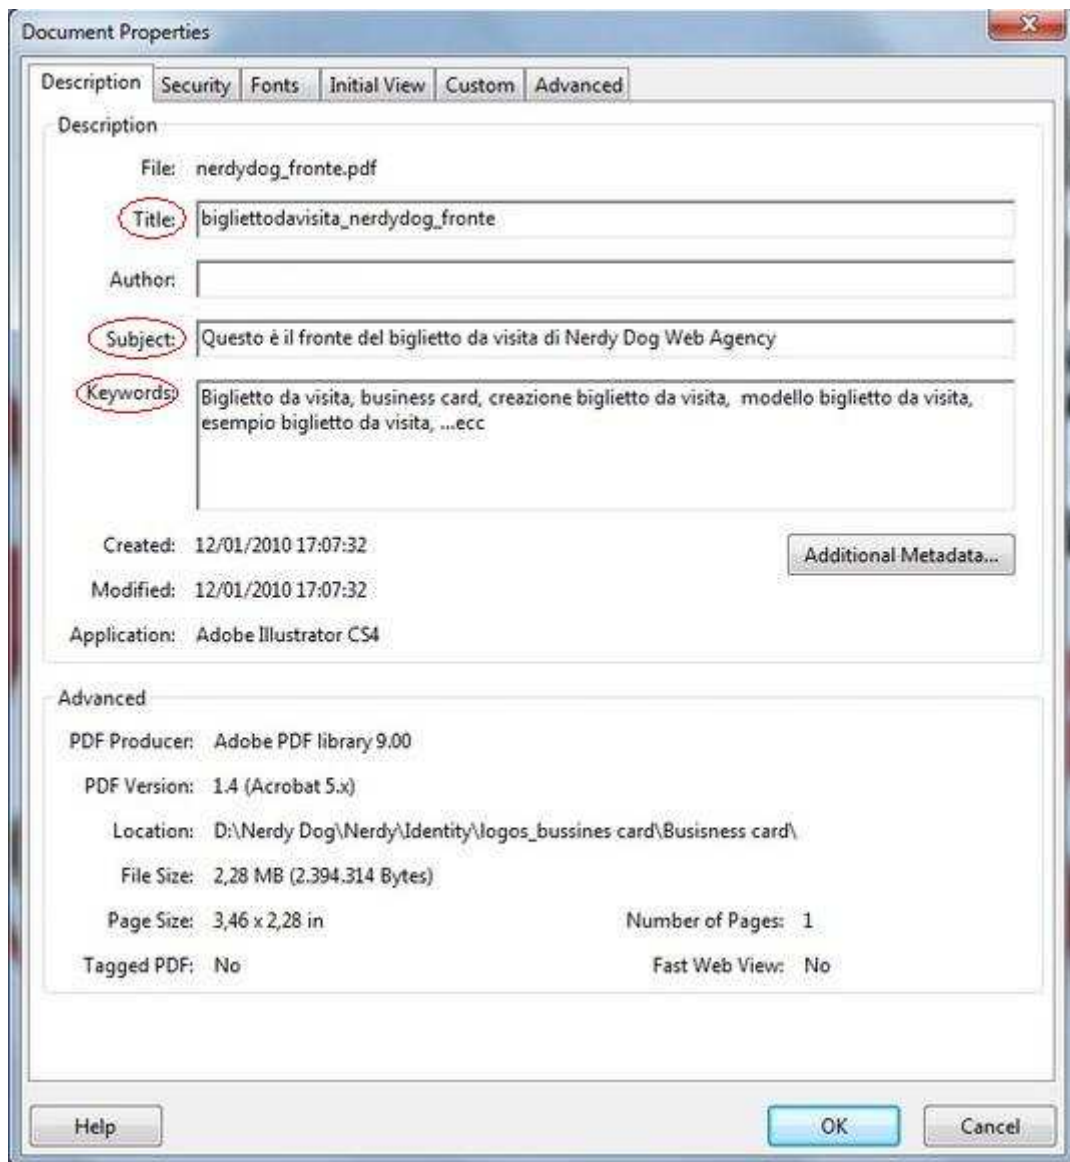 Document Properties
Description Security Fonts Initial View Custom Advanced
Description
File: nerdydog_fronte.pdf
Title: bigliettodavisita_nerdydog_fronte
Author:
Subject: Questo è il fronte del biglietto da visita di Nerdy Dog Web Agency
Keywords: Biglietto da visita, business card, creazione biglietto da visita, modello biglietto da visita,
esempio biglietto da visita, ...ecc
Created: 12/01/2010 17:07:32
Additional Metadata...
Modified: 12/01/2010 17:07:32
Application: Adobe Illustrator CS4
Advanced
PDF Producer: Adobe PDF library 9.00
PDF Version: 1.4 (Acrobat 5.x)
Location: D:\Nerdy Dog\Nerdy\Identity\logos_bussines card\Busisness card\
File Size: 2,28 MB (2.394.314 Bytes)
Page Size: 3,46 x 2,28 in Number of Pages: 1
Tagged PDF: No Fast Web View: No
Help OK Cancel